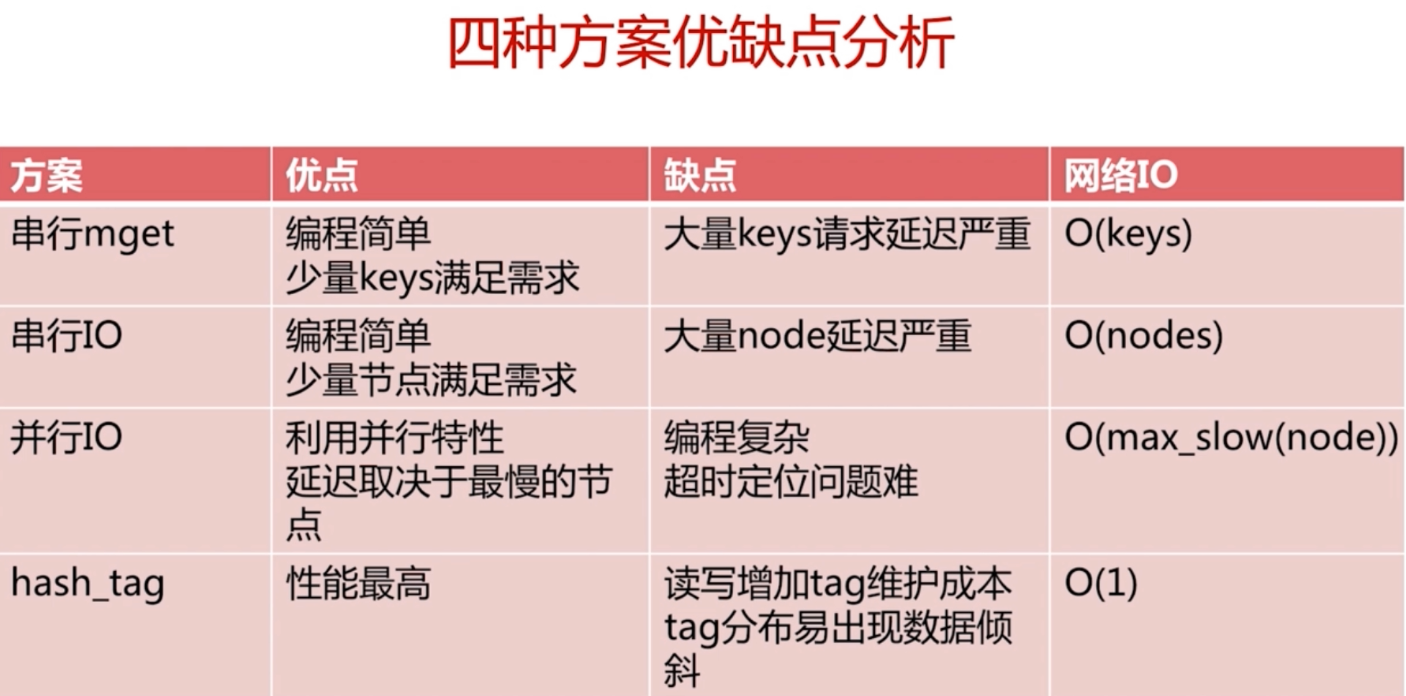 四种方案优缺点分析
方案 优点 缺点 网络IO
串行mget 编程简单 大量keys请求延迟严重 O(keys)
少量keys满足需求
串行IO 编程简单 大量node延迟严重 O(nodes)
少量节点满足需求
并行IO 利用并行特性 编程复杂 O(max_slow(node))
延迟取决于最慢的节 超时定位问题难
点
hash_tag 性能最高 读写增加tag维护成本 O(1)
tag分布易出现数据倾
斜